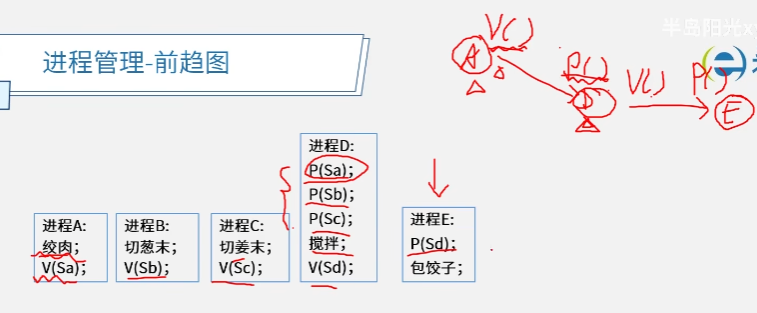 半岛阳光xy
进程管理-前趋图
A
V()
P()
D
V()
P()
E
进程A:
绞肉;
V(Sa);
进程B:
切葱末;
V(Sb);
进程C:
切姜末;
V(Sc);
进程D:
P(Sa);
P(Sb);
P(Sc);
搅拌;
V(Sd);
进程E:
P(Sd);
包饺子;